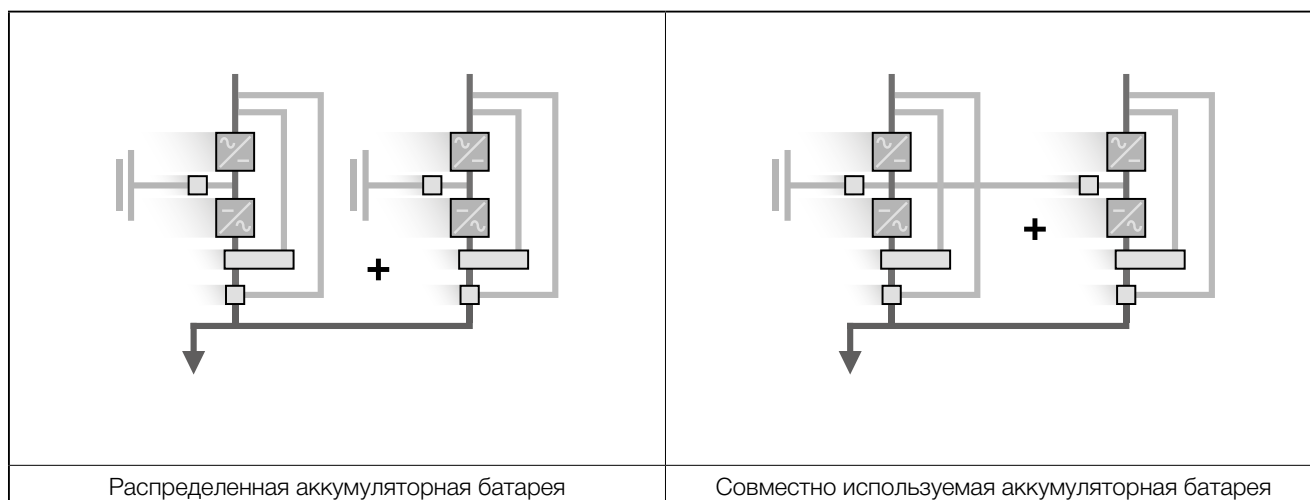 +
+
Распределенная аккумуляторная батарея
Совместно используемая аккумуляторная батарея